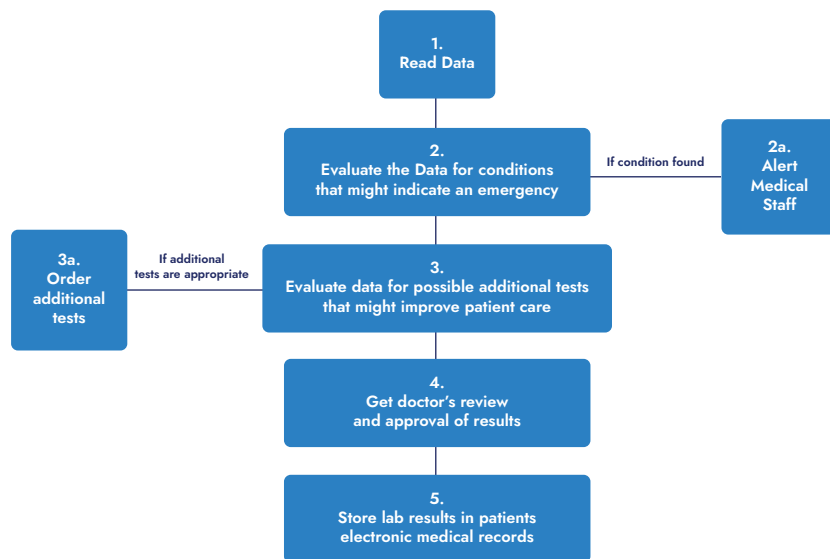 1.
Read Data
2.
Evaluate the Data for conditions
that might indicate an emergency
If condition found
2a.
Alert
Medical
Staff
3a.
Order
additional
tests
If additional
tests are appropriate
3.
Evaluate data for possible additional tests
that might improve patient care
4.
Get doctor’s review
and approval of results
5.
Store lab results in patients
electronic medical records